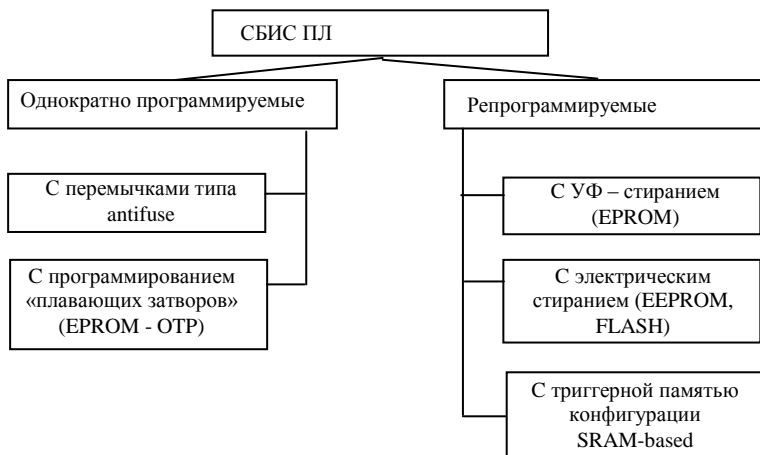 СБИС ПЛ
Однократно программируемые
Репрограммируемые
С перемычками типа
antifuse
С программированием
«плавающих затворов»
(EPROM - OTP)
С УФ – стиранием
(EPROM)
С электрическим
стиранием (EEPROM,
FLASH)
С триггерной памятью
конфигурации
SRAM-based